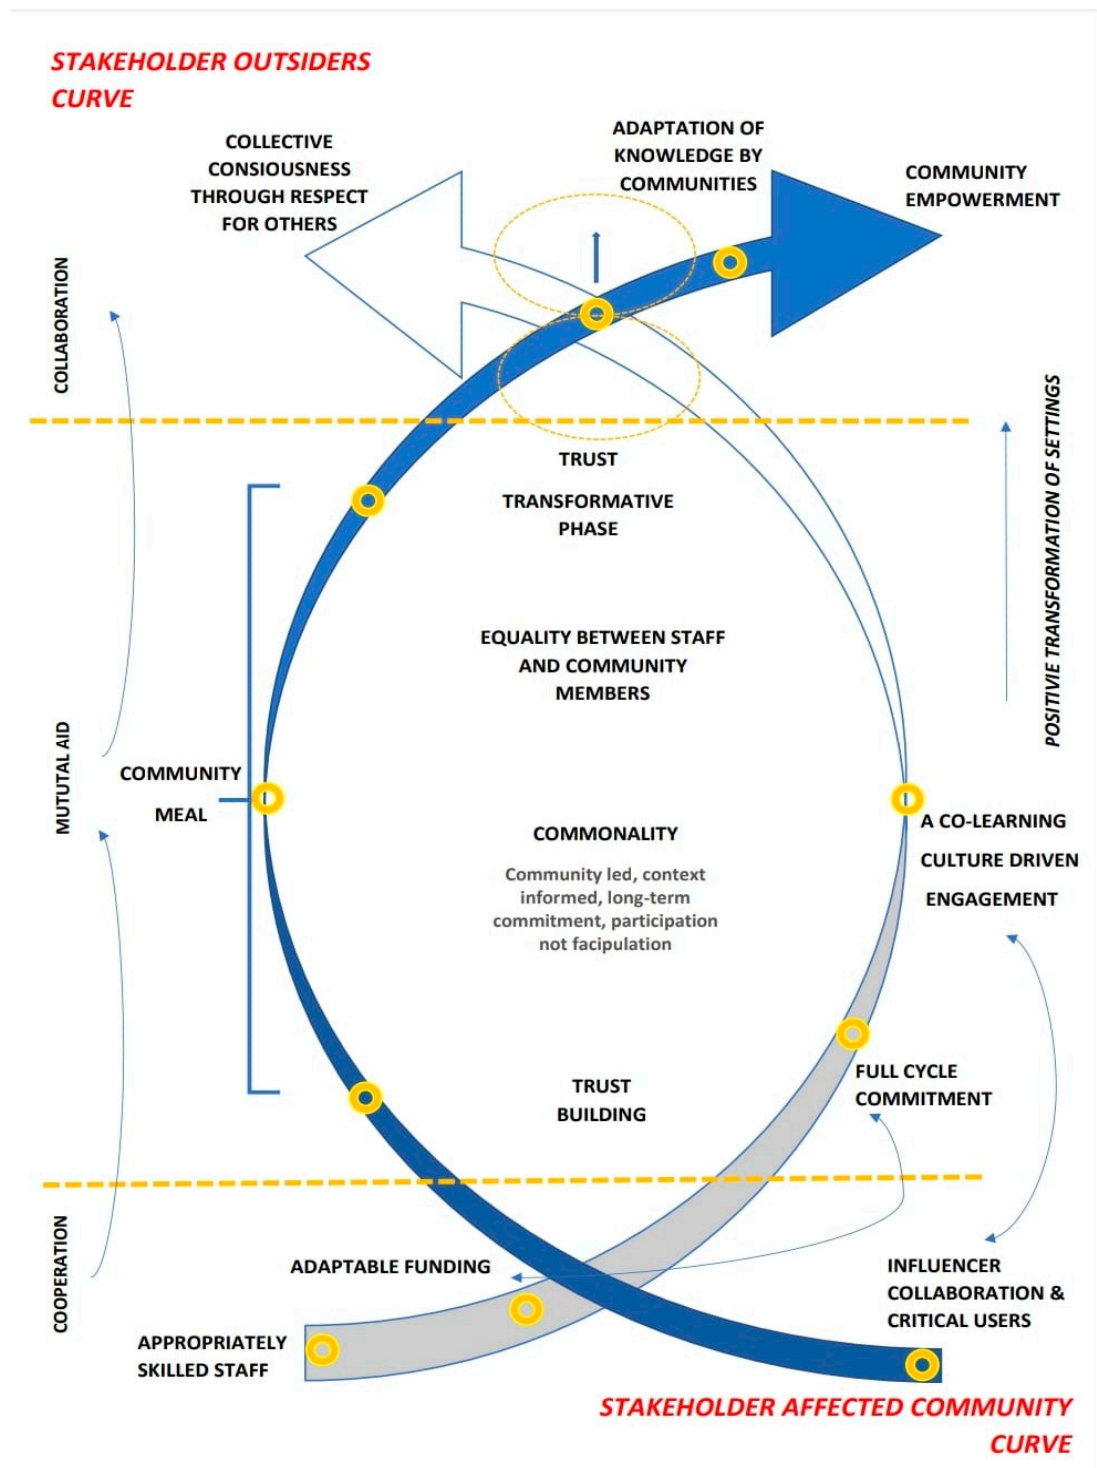 STAKEHOLDER OUTSIDERS
CURVE
COLLECTIVE
CONSIOUSNESS
THROUGH RESPECT
FOR OTHERS
ADAPTATION OF
KNOWLEDGE BY
COMMUNITIES
COMMUNITY
EMPOWERMENT
COLLABORATION
TRUST
TRANSFORMATIVE
PHASE
POSITIVIE TRANSFORMATION OF SETTINGS
EQUALITY BETWEEN STAFF
AND COMMUNITY
MEMBERS
MUTUTAL AID
COMMUNITY
MEAL
COMMONALITY
Community led, context
informed, long-term
commitment, participation
not facipulation
A CO-LEARNING
CULTURE DRIVEN
ENGAGEMENT
TRUST
BUILDING
FULL CYCLE
COMMITMENT
COOPERATION
ADAPTABLE FUNDING
INFLUENCER
COLLABORATION &
CRITICAL USERS
APPROPRIATELY
SKILLED STAFF
STAKEHOLDER AFFECTED COMMUNITY
CURVE